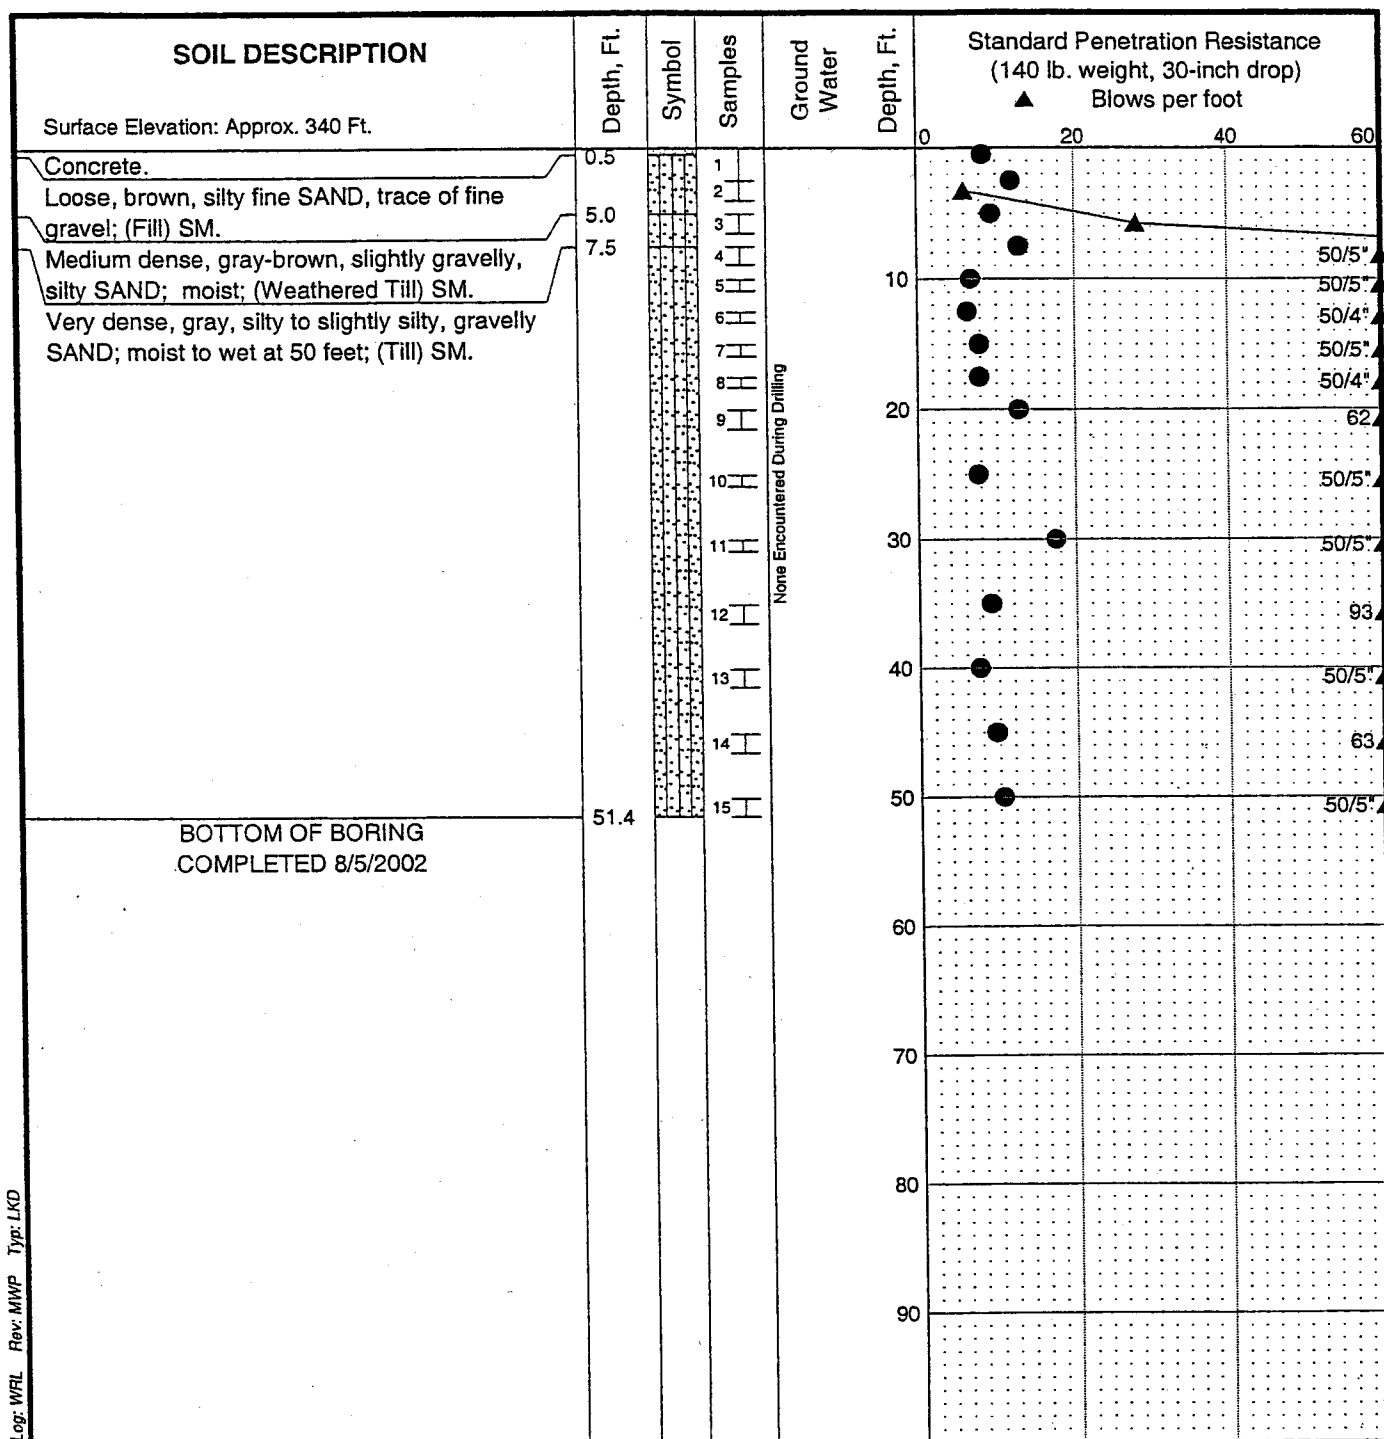 SOIL DESCRIPTION
Surface Elevation: Approx. 340 Ft.
Depth, Ft.
Symbol
Samples
Ground
Water
Depth, Ft.
Standard Penetration Resistance
(140 lb. weight, 30-inch drop)
▲ Blows per foot
0 20 40 60
Concrete.
Loose, brown, silty fine SAND, trace of fine
gravel; (Fill) SM.
Medium dense, gray-brown, slightly gravelly,
silty SAND; moist; (Weathered Till) SM.
Very dense, gray, silty to slightly silty, gravelly
SAND; moist to wet at 50 feet; (Till) SM.
BOTTOM OF BORING
COMPLETED 8/5/2002
0.5
5.0
7.5
51.4
1
2
3
4
5
6
7
8
9
10
11
12
13
14
15
None Encountered During Drilling
10
20
30
40
50
60
70
80
90
50/5"
50/5"
50/4"
50/5"
50/4"
62
50/5"
50/5"
93
50/5"
63
50/5"
Log: WRL Rev: MWP Typ: LKD